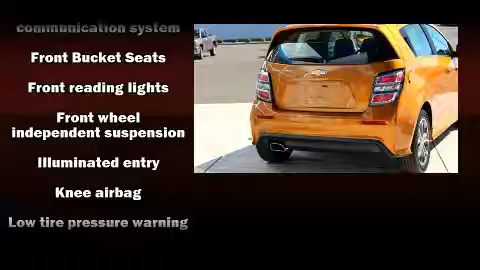 communication system
Front Bucket Seats
Front reading lights
Front wheel
independent suspension
Illuminated entry
Knee airbag
Low tire pressure warning